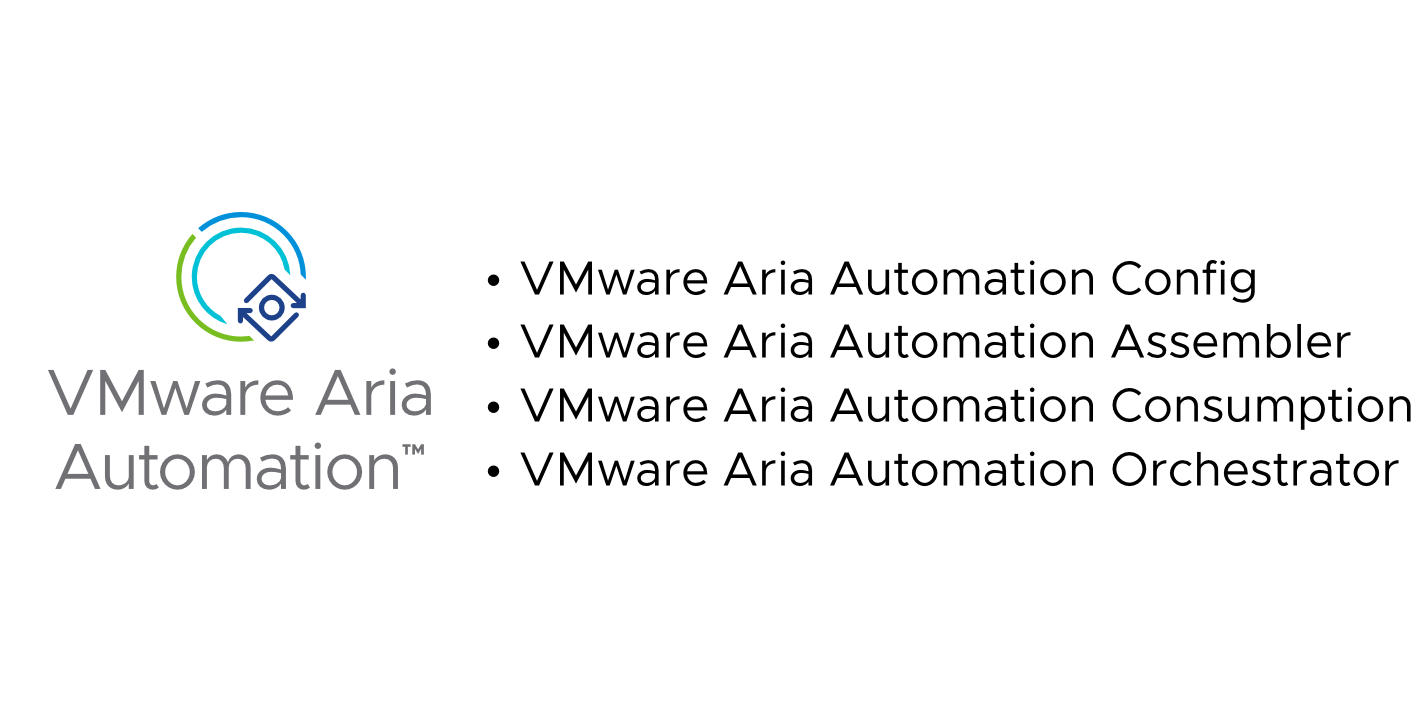 VMware Aria
Automation™
• VMware Aria Automation Config
• VMware Aria Automation Assembler
• VMware Aria Automation Consumption
• VMware Aria Automation Orchestrator